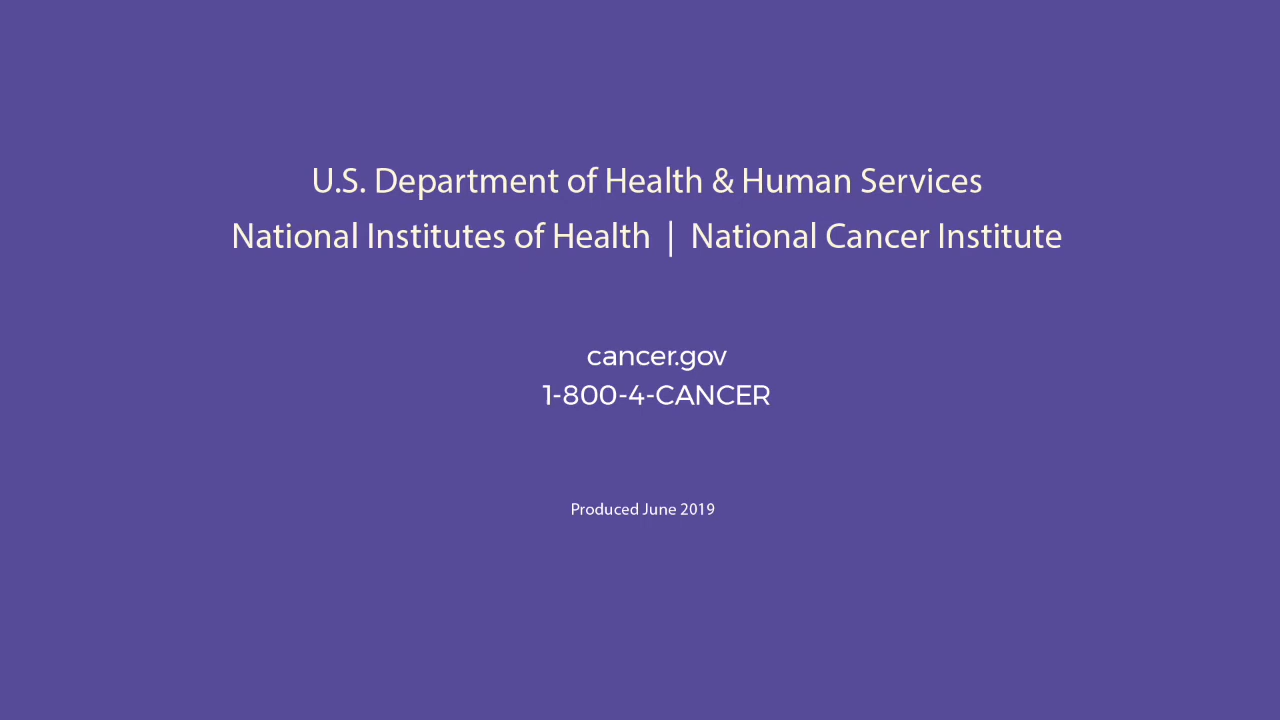 U.S. Department of Health & Human Services
National Institutes of Health | National Cancer Institute
cancer.gov
1-800-4-CANCER
Produced June 2019